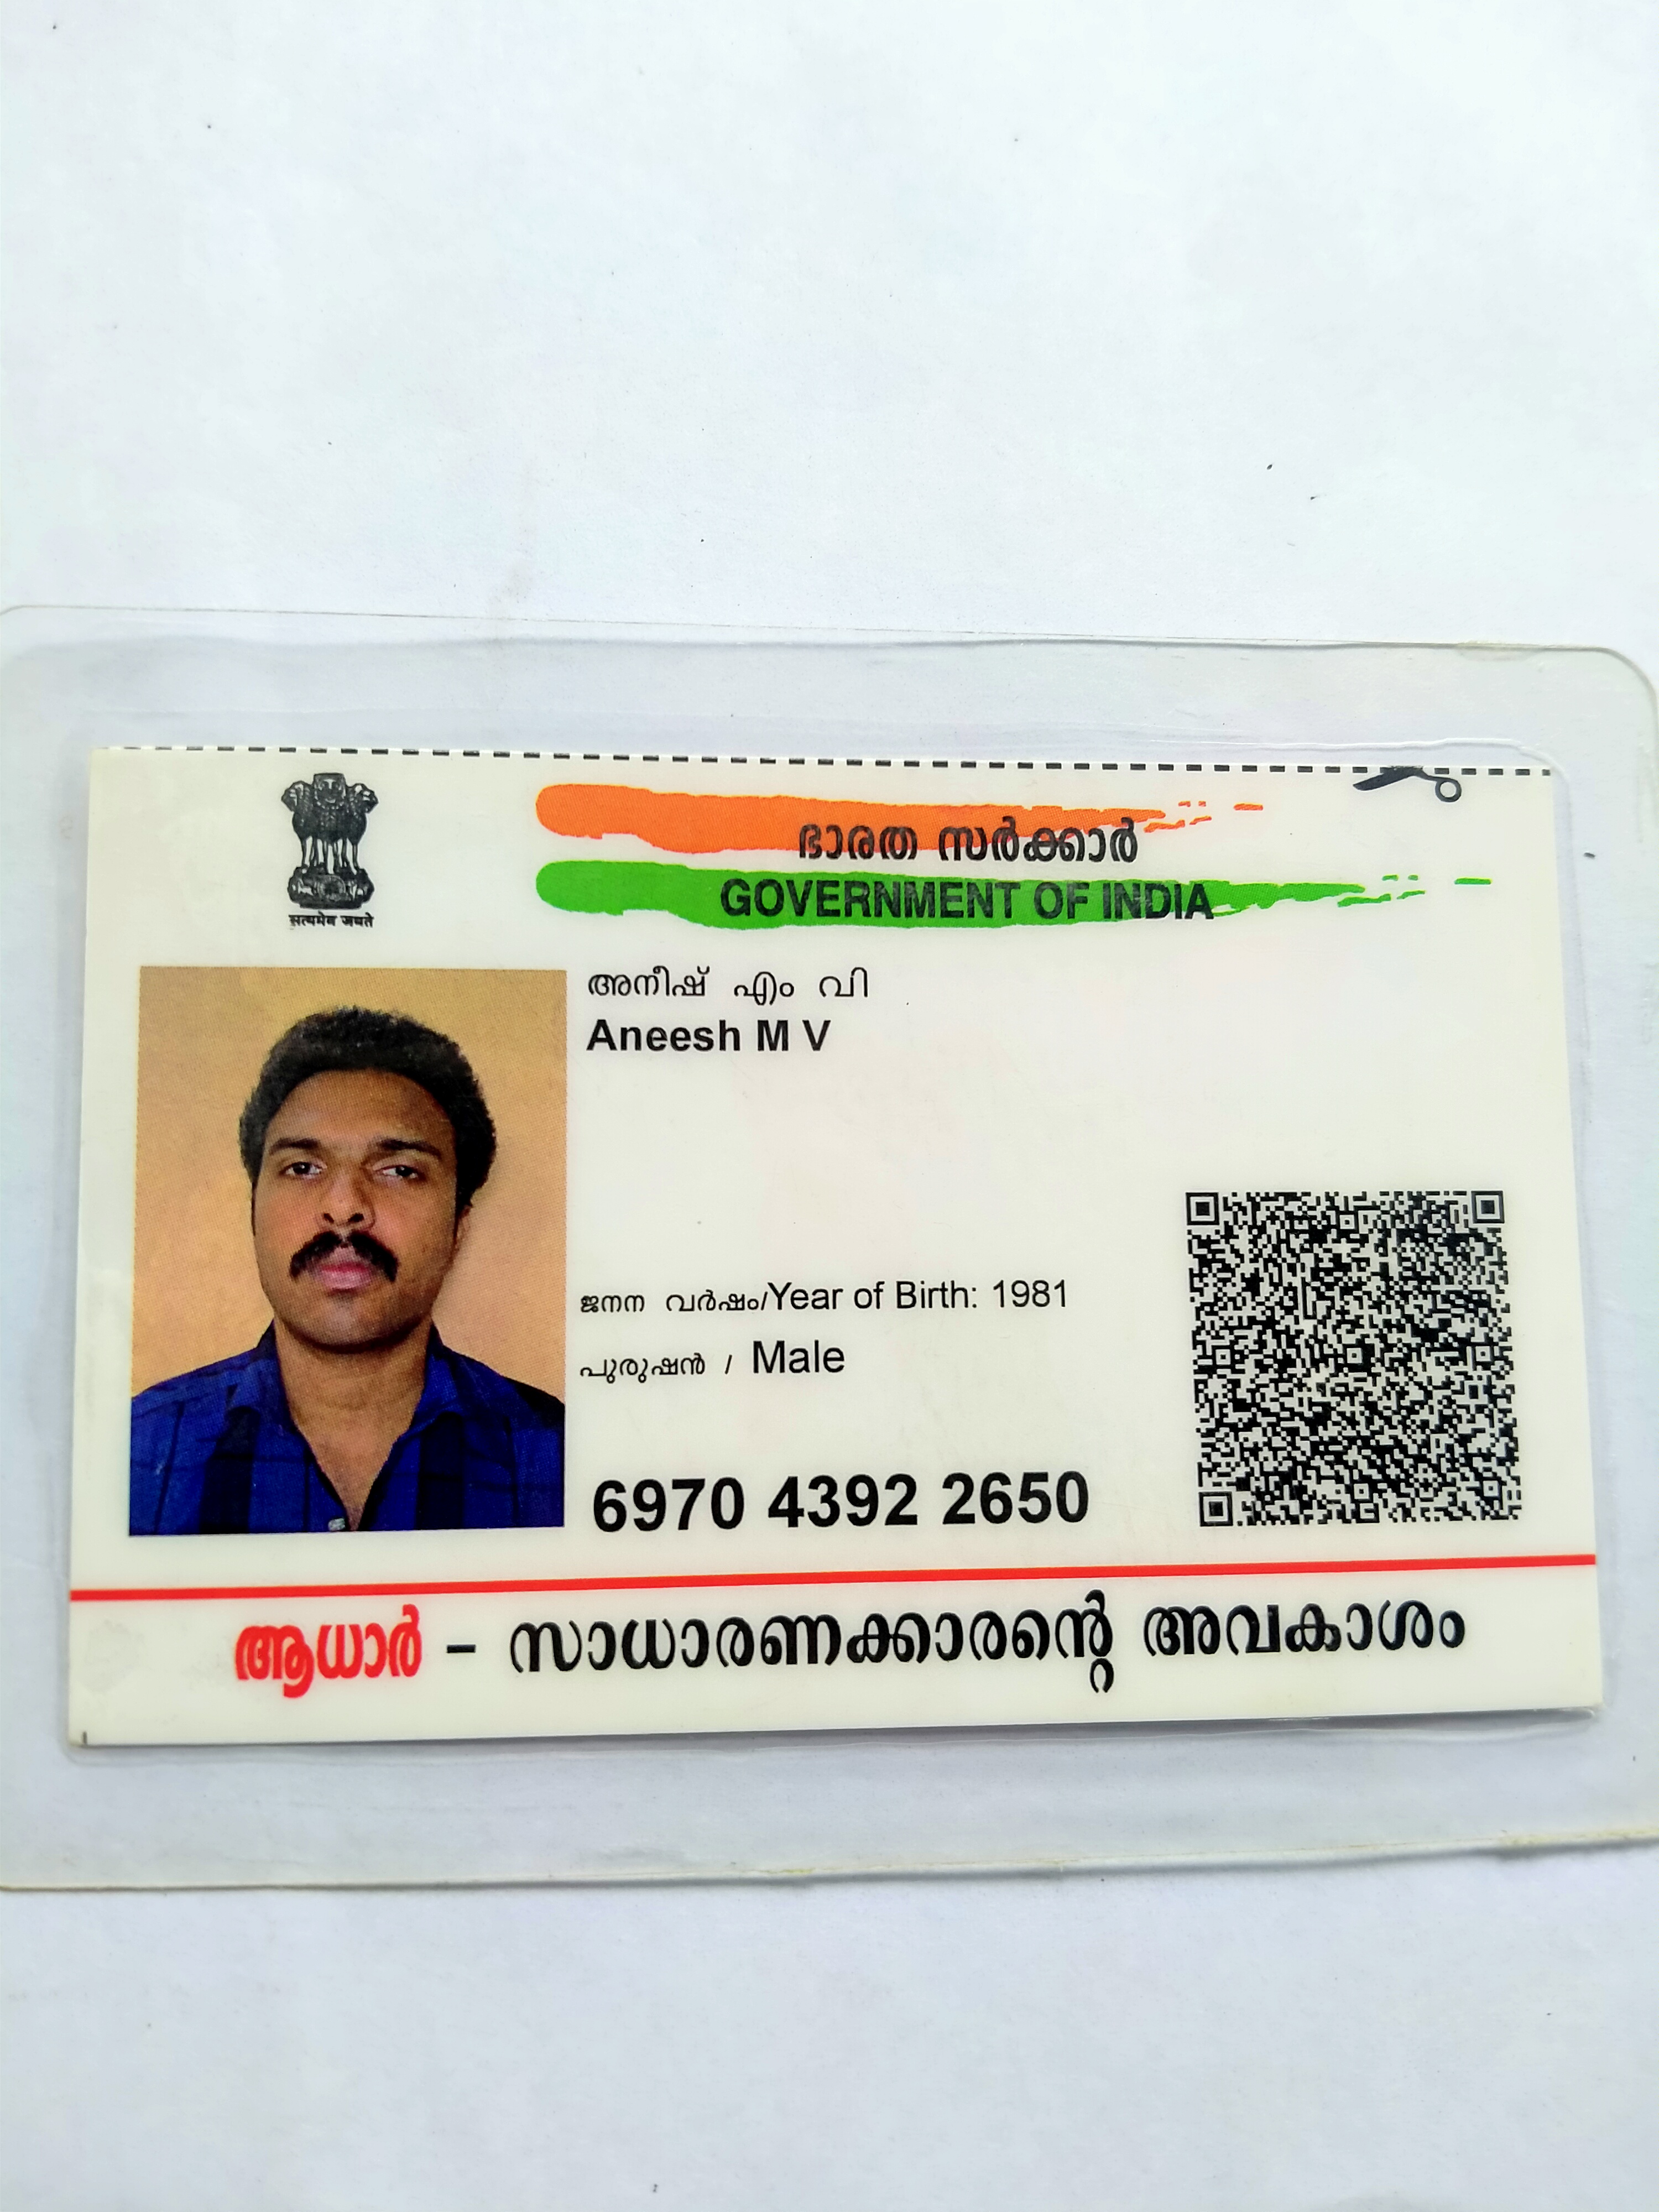 सत्यमेव जयते
ഭാരത സർക്കാർ
GOVERNMENT OF INDIA
അനീഷ് എം വി
Aneesh M V
ജനന വർഷം/Year of Birth: 1981
പുരുഷൻ / Male
6970 4392 2650
ആധാർ - സാധാരണക്കാരന്റെ അവകാശം